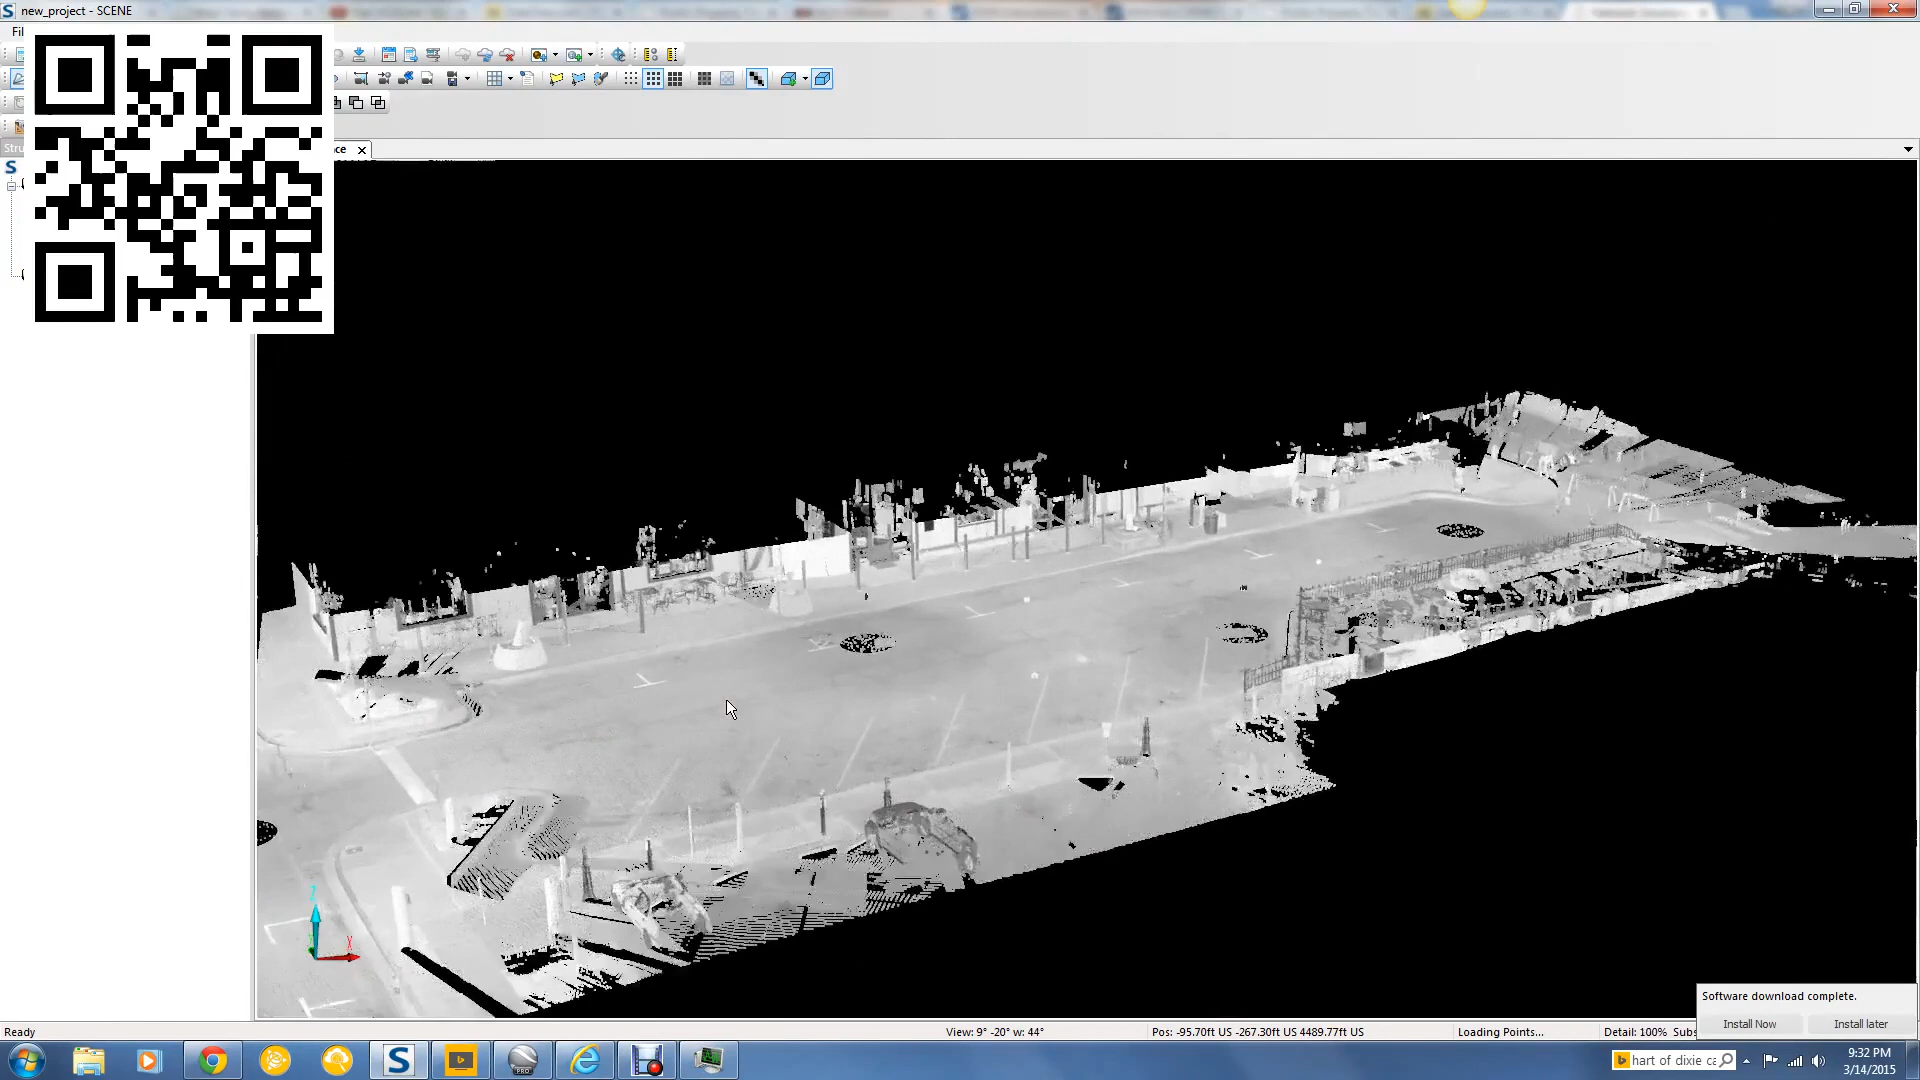 new_project - SCENE
Fil
Stru
ce
Z
X
Software download complete.
Install Now
Install later
Ready
View: 9° -20° w: 44°
Pos: -95.70ft US -267.30ft US 4489.77ft US
Loading Points...
Detail: 100%
Subs
hart of dixie ca
9:32 PM
3/14/2015